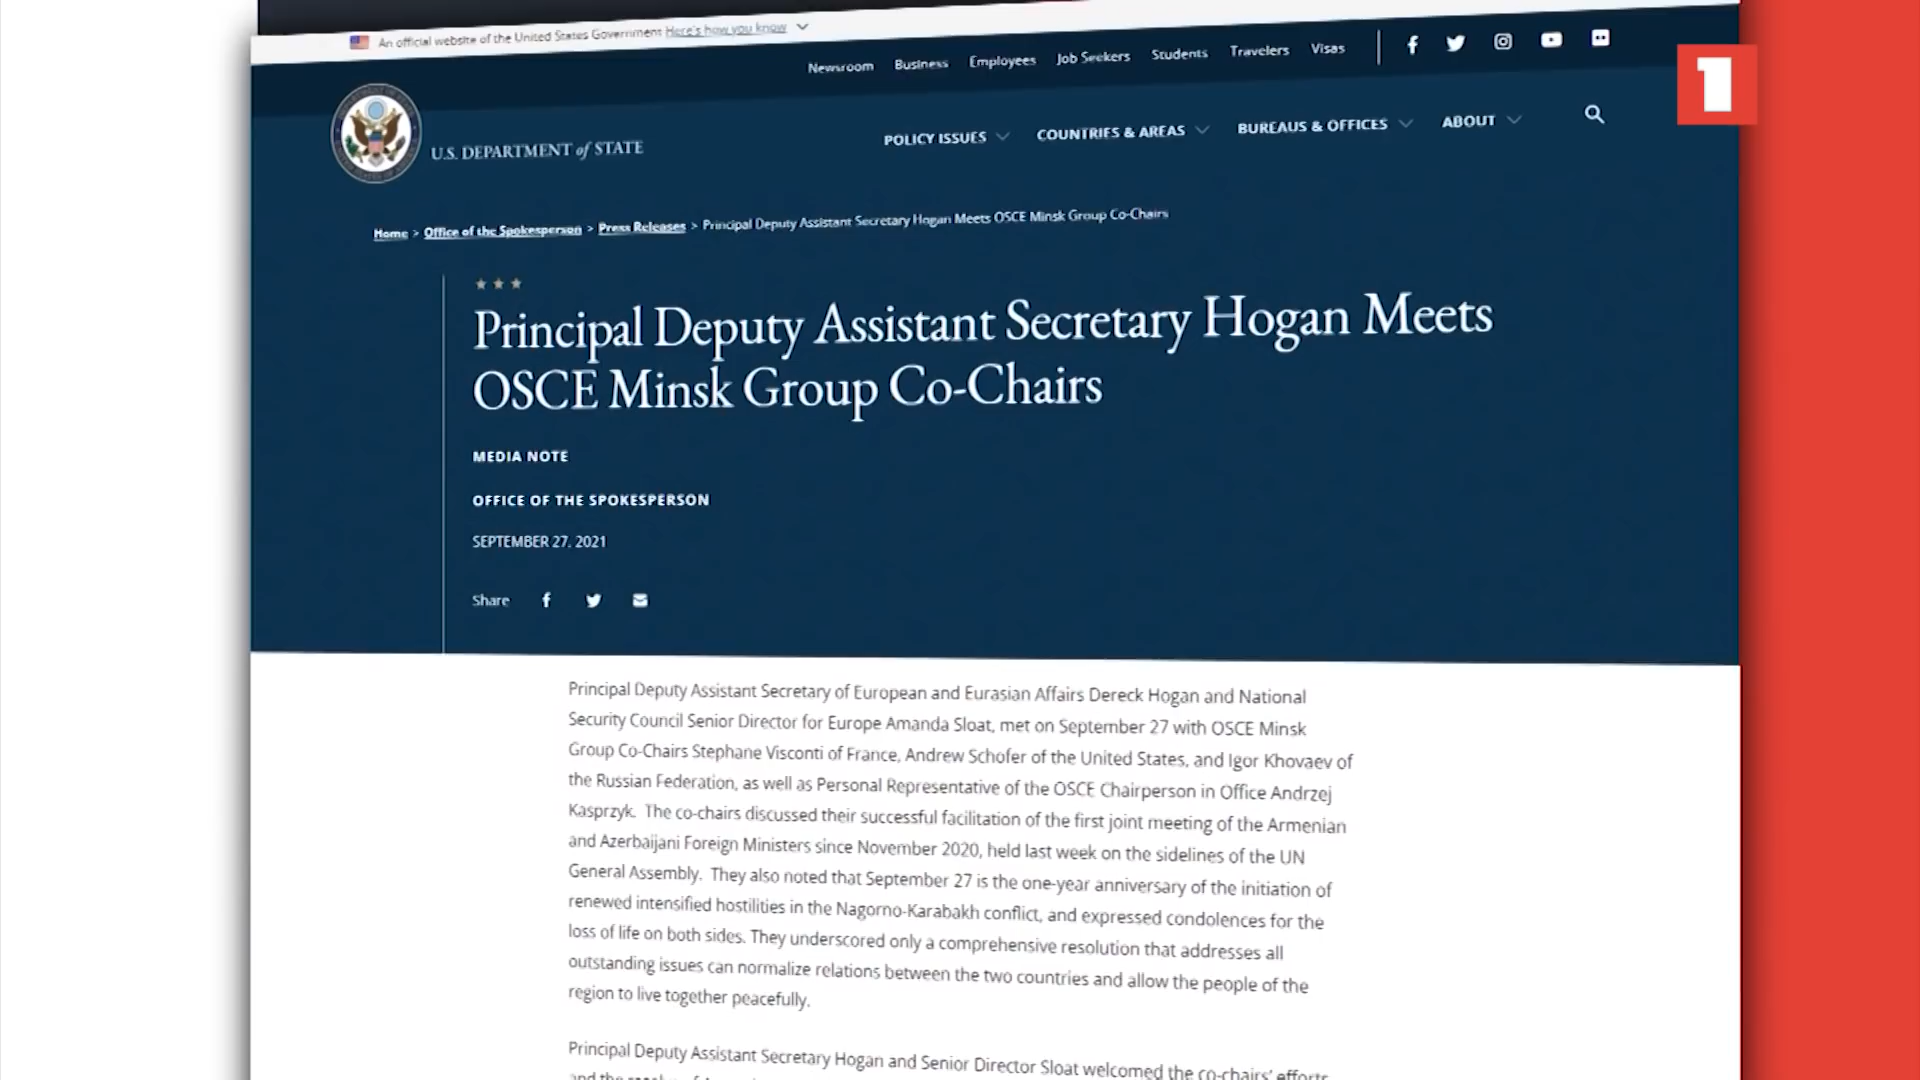 An official website of the United States Government Here's how you know
Newsroom Business Employees Job Seekers Students Travelers Visas
1
U.S. DEPARTMENT of STATE
POLICY ISSUES COUNTRIES & AREAS BUREAUS & OFFICES ABOUT
Home > Office of the Spokesperson > Press Releases > Principal Deputy Assistant Secretary Hogan Meets OSCE Minsk Group Co-Chairs
Principal Deputy Assistant Secretary Hogan Meets
OSCE Minsk Group Co-Chairs
MEDIA NOTE
OFFICE OF THE SPOKESPERSON
SEPTEMBER 27, 2021
Share
Principal Deputy Assistant Secretary of European and Eurasian Affairs Dereck Hogan and National
Security Council Senior Director for Europe Amanda Sloat, met on September 27 with OSCE Minsk
Group Co-Chairs Stephane Visconti of France, Andrew Schofer of the United States, and Igor Khovaev of
the Russian Federation, as well as Personal Representative of the OSCE Chairperson in Office Andrzej
Kasprzyk. The co-chairs discussed their successful facilitation of the first joint meeting of the Armenian
and Azerbaijani Foreign Ministers since November 2020, held last week on the sidelines of the UN
General Assembly. They also noted that September 27 is the one-year anniversary of the initiation of
renewed intensified hostilities in the Nagorno-Karabakh conflict, and expressed condolences for the
loss of life on both sides. They underscored only a comprehensive resolution that addresses all
outstanding issues can normalize relations between the two countries and allow the people of the
region to live together peacefully.
Principal Deputy Assistant Secretary Hogan and Senior Director Sloat welcomed the co-chairs' efforts